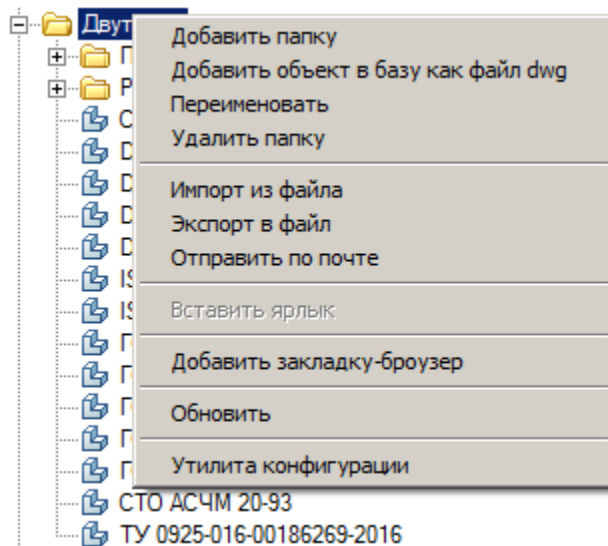 Добавить папку
Добавить объект в базу как файл dwg
Переименовать
Удалить папку
Импорт из файла
Экспорт в файл
Отправить по почте
Вставить ярлык
Добавить закладку-броузер
Обновить
Утилита конфигурации
СТО АСЧМ 20-93
ТУ 0925-016-00186269-2016